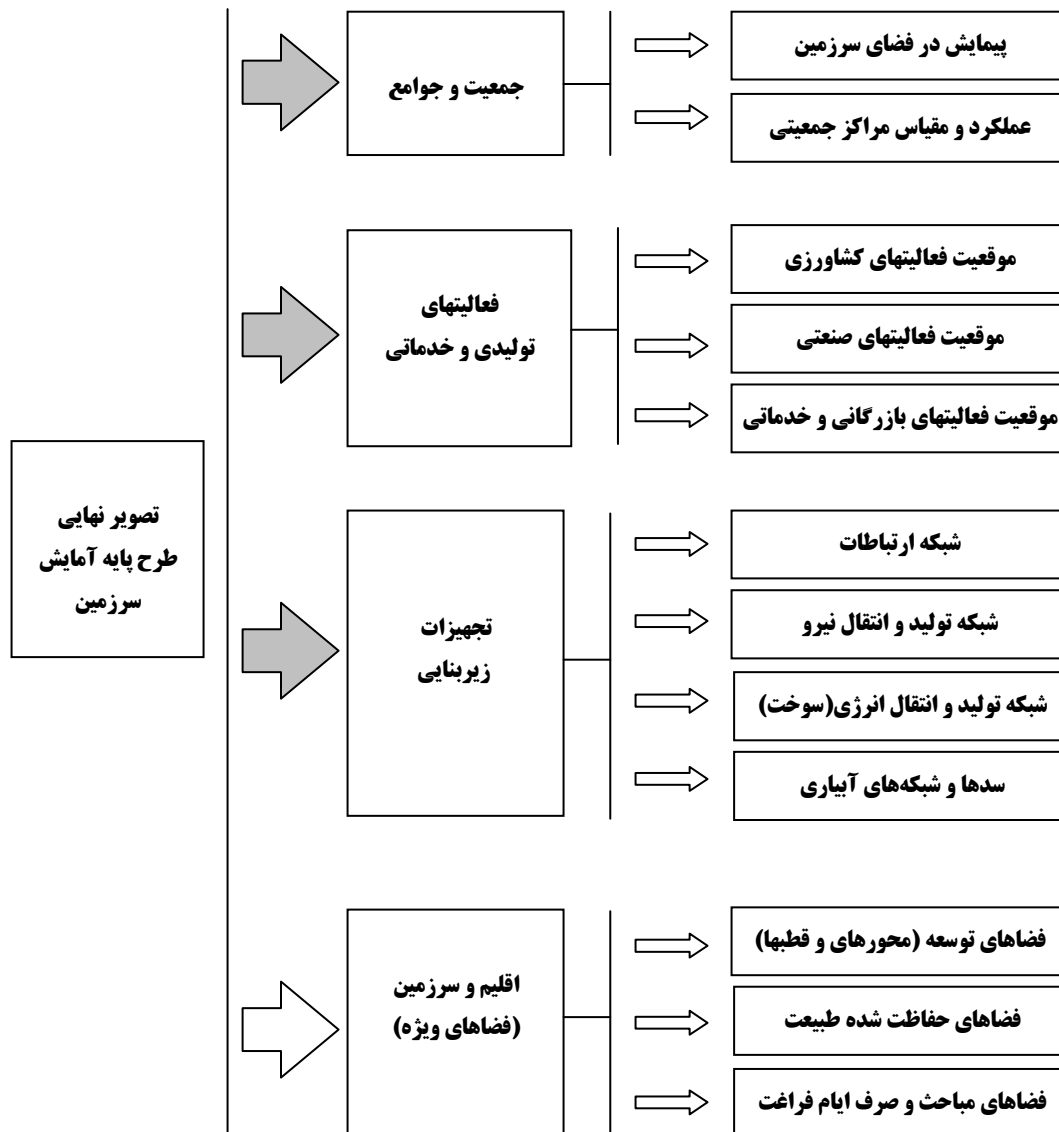 تصویر نهایی
طرح پایه آمایش
سرزمین
جمعیت و جوامع
پیمایش در فضای سرزمین
عملکرد و مقیاس مراکز جمعیتی
فعالیتهای
تولیدی و خدماتی
موقعیت فعالیتهای کشاورزی
موقعیت فعالیتهای صنعتی
موقعیت فعالیتهای بازرگانی و خدماتی
تجهیزات
زیربنایی
شبکه ارتباطات
شبکه تولید و انتقال نیرو
شبکه تولید و انتقال انرژی(سوخت)
سدها و شبکه‌های آبیاری
اقلیم و سرزمین
(فضاهای ویژه)
فضاهای توسعه (محورهای و قطبها)
فضاهای حفاظت شده طبیعت
فضاهای مباحث و صرف ایام فراغت